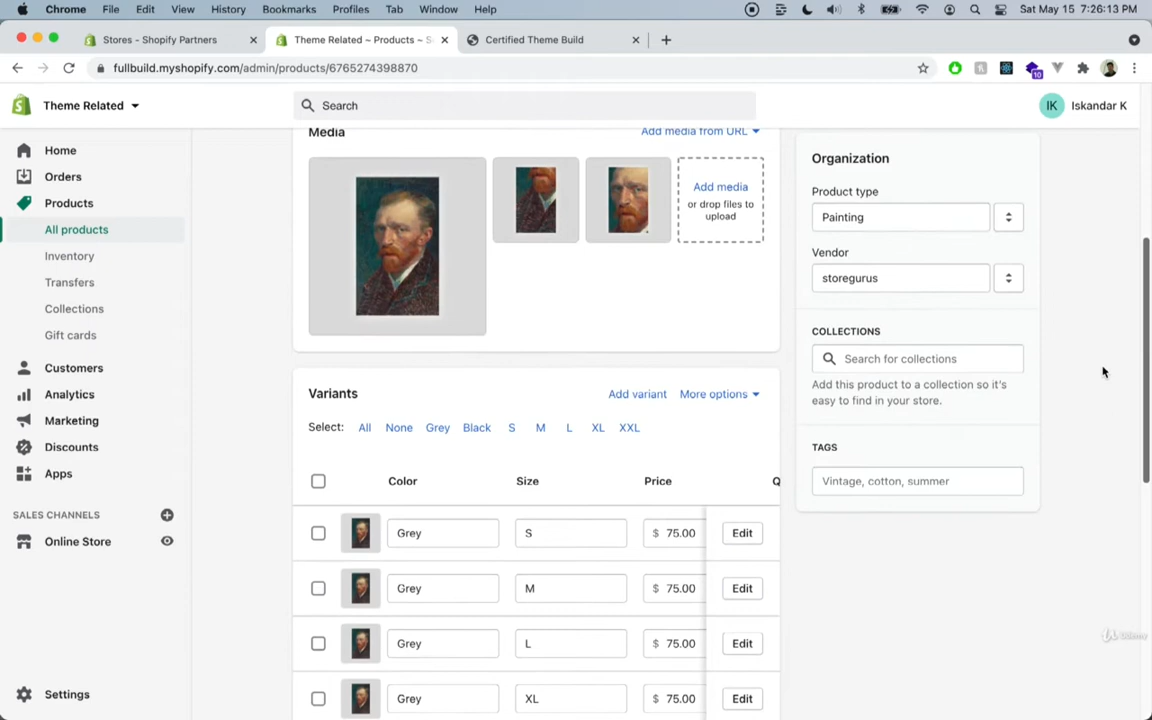 Chrome File Edit View History Bookmarks Profiles Tab Window Help Sat May 15 7:26:13 PM
Stores - Shopify Partners Theme Related ~ Products ~ S Certified Theme Build
fullbuild.myshopify.com/admin/products/6765274398870 10
Theme Related Search IK Iskandar K
Home
Orders
Products
All products
Inventory
Transfers
Collections
Gift cards
Customers
Analytics
Marketing
Discounts
Apps
SALES CHANNELS
Online Store
Settings
Media Add media from URL
Add media
or drop files to
upload
Variants Add variant More options
Select: All None Grey Black S M L XL XXL
Color Size Price Q
Grey S $ 75.00 Edit
Grey M $ 75.00 Edit
Grey L $ 75.00 Edit
Grey XL $ 75.00 Edit
Organization
Product type
Painting
Vendor
storegurus
COLLECTIONS
Search for collections
Add this product to a collection so it's
easy to find in your store.
TAGS
Vintage, cotton, summer
Udemy